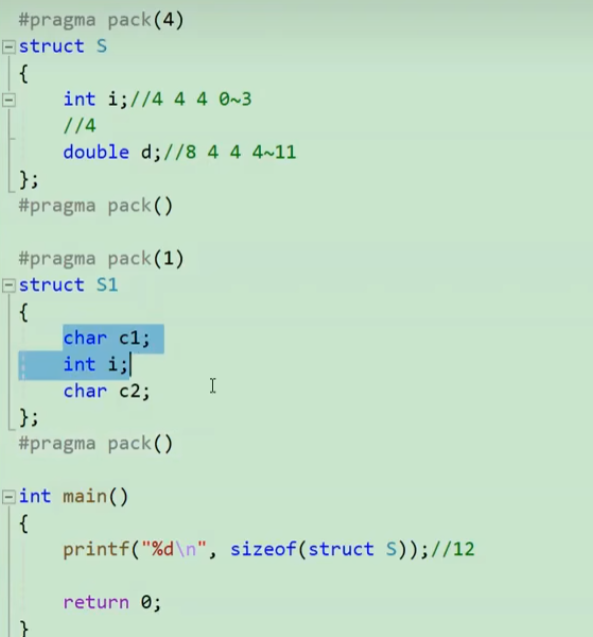 #pragma pack(4)
struct S
{
int i;//4 4 4 0~3
//4
double d;//8 4 4 4~11
};
#pragma pack()
#pragma pack(1)
struct S1
{
char c1;
int i;
char c2;
};
#pragma pack()
int main()
{
printf("%d\n", sizeof(struct S));//12
return 0;
}